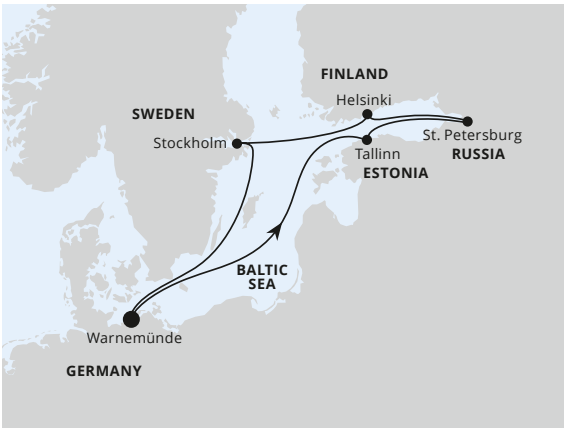 FINLAND
Helsinki
SWEDEN
Stockholm
St. Petersburg
RUSSIA
Tallinn
ESTONIA
BALTIC
SEA
Warnemünde
GERMANY